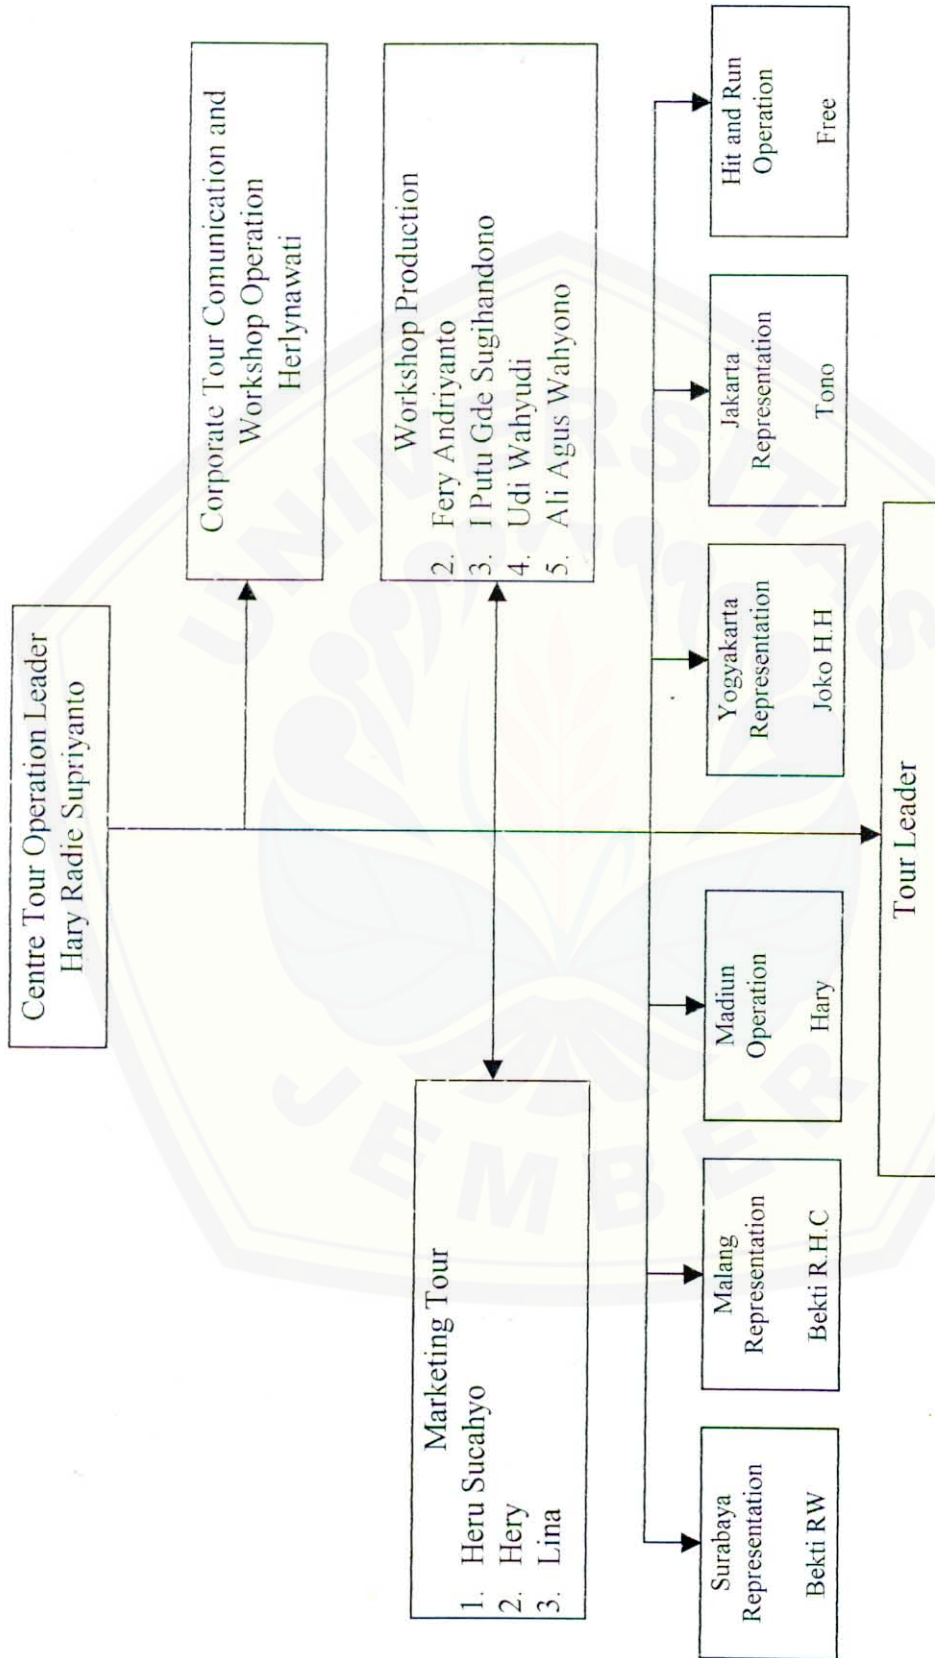 Centre Tour Operation Leader
Hary Radie Supriyanto
Corporate Tour Comunication and
Workshop Operation
Herlynawati
Marketing Tour
1. Heru Sucahyo
2. Hery
3. Lina
Workshop Production
2. Fery Andriyanto
3. I Putu Gde Sugihandono
4. Udi Wahyudi
5. Ali Agus Wahyono
Surabaya
Representation
Bekti RW
Malang
Representation
Bekti R.H.C
Madiun
Operation
Hary
Yogyakarta
Representation
Joko H.H
Jakarta
Representation
Tono
Hit and Run
Operation
Free
Tour Leader
UNIVERSITAS
JEMBER